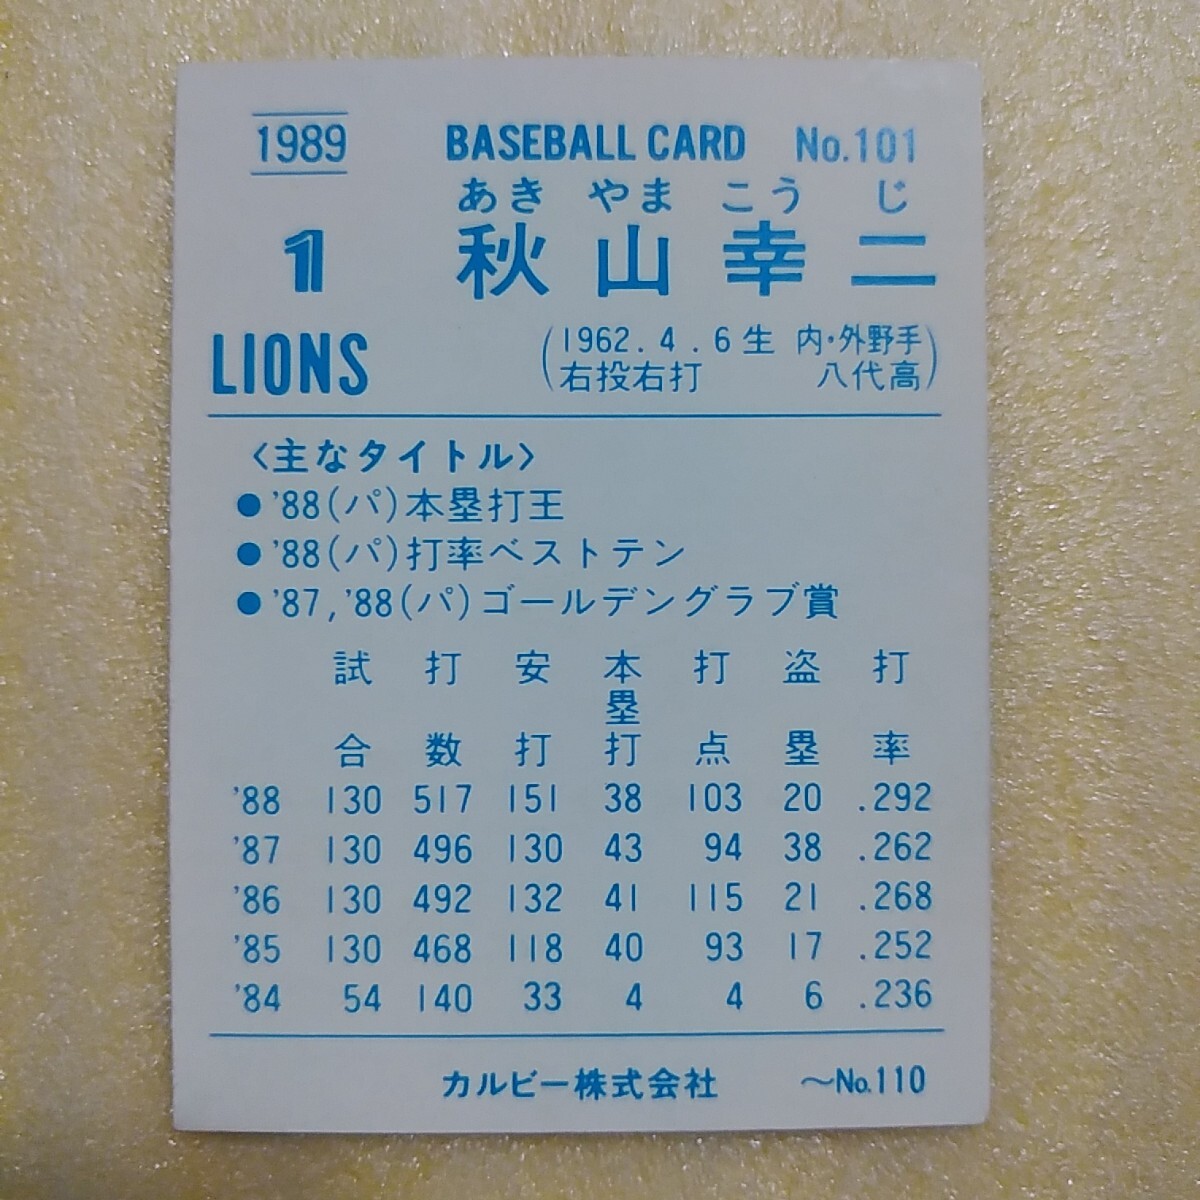 1989 BASEBALL CARD No.101
あき やま こう じ
1 秋山幸二
LIONS (1962.4.6生 内・外野手
右投右打 八代高)
〈主なタイトル〉
●'88(パ)本塁打王
●'88(パ)打率ベストテン
●'87,'88(パ)ゴールデングラブ賞
試合 打数 安打 本塁打 打点 盗塁 打率
'88 130 517 151 38 103 20 .292
'87 130 496 130 43 94 38 .262
'86 130 492 132 41 115 21 .268
'85 130 468 118 40 93 17 .252
'84 54 140 33 4 4 6 .236
カルビー株式会社 〜No.110